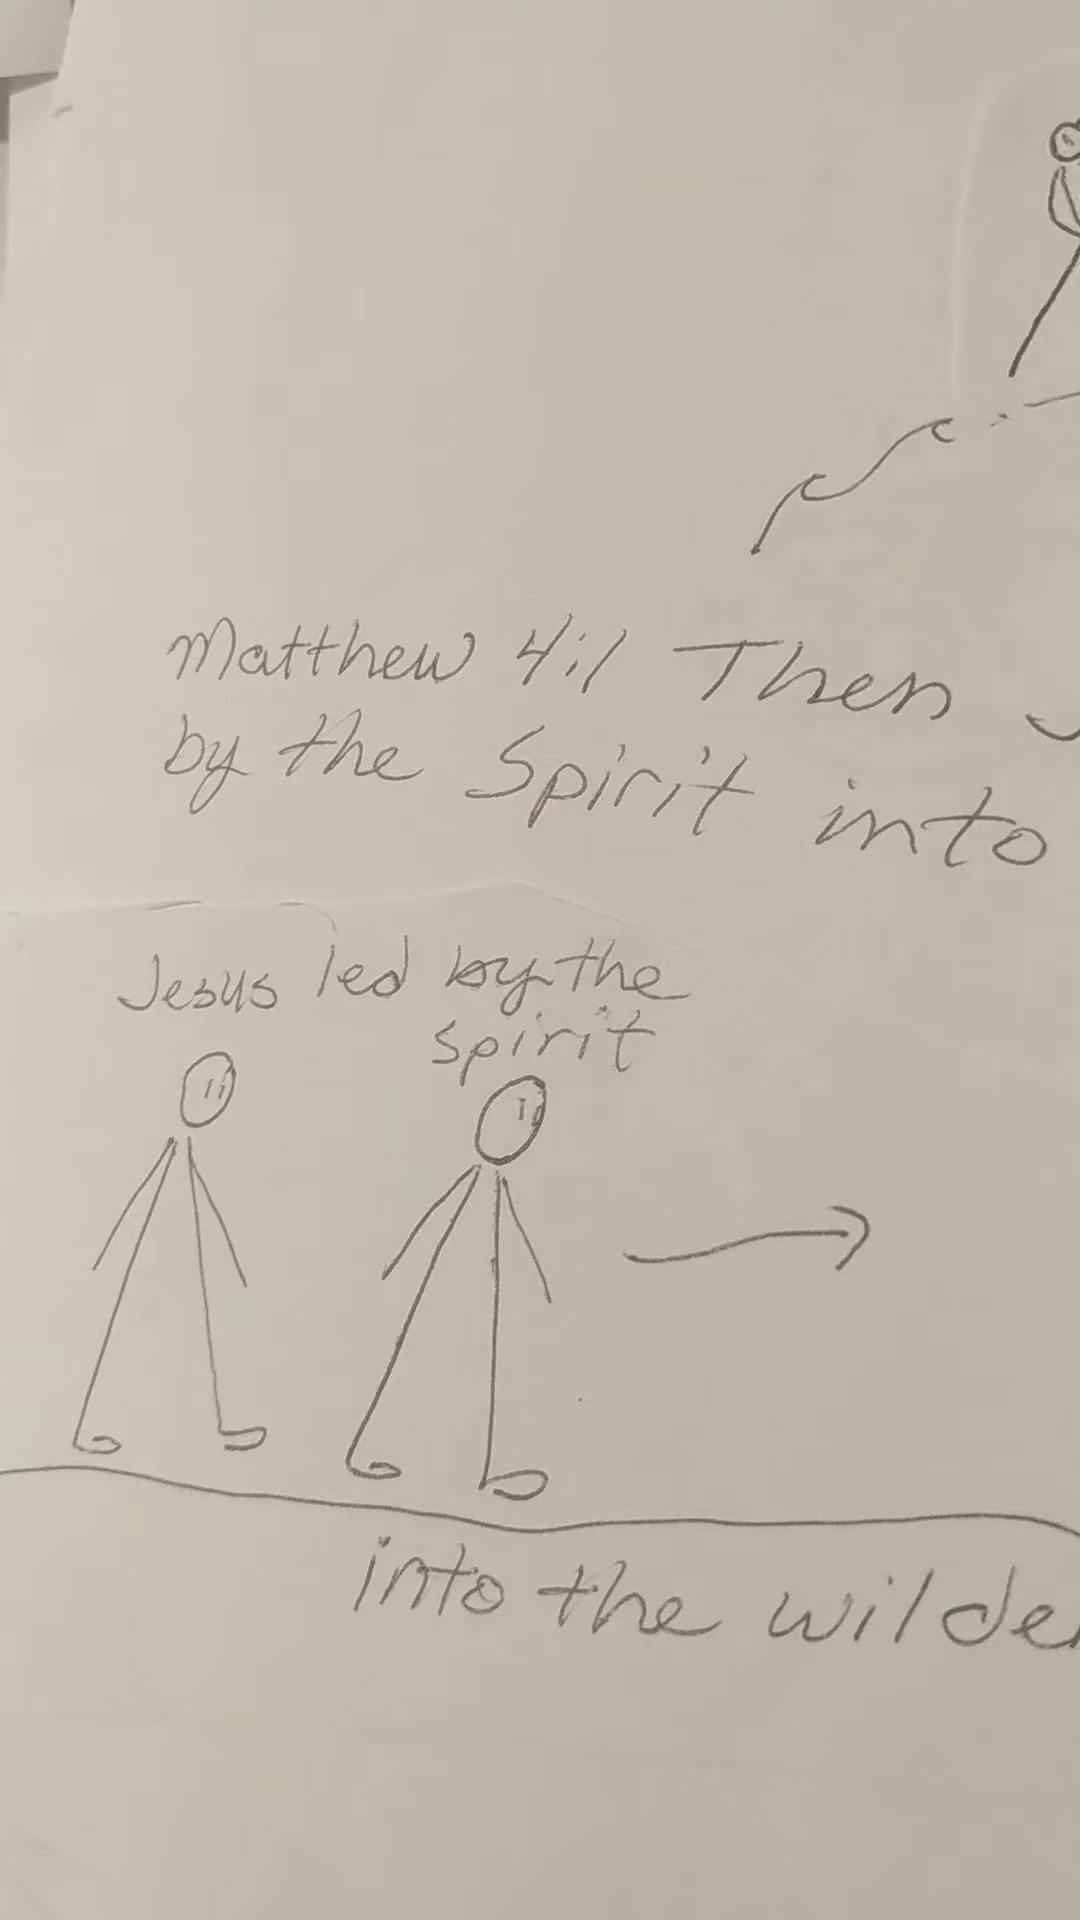 Matthew 4:1 Then
by the Spirit into
Jesus led by the
spirit
into the wilde